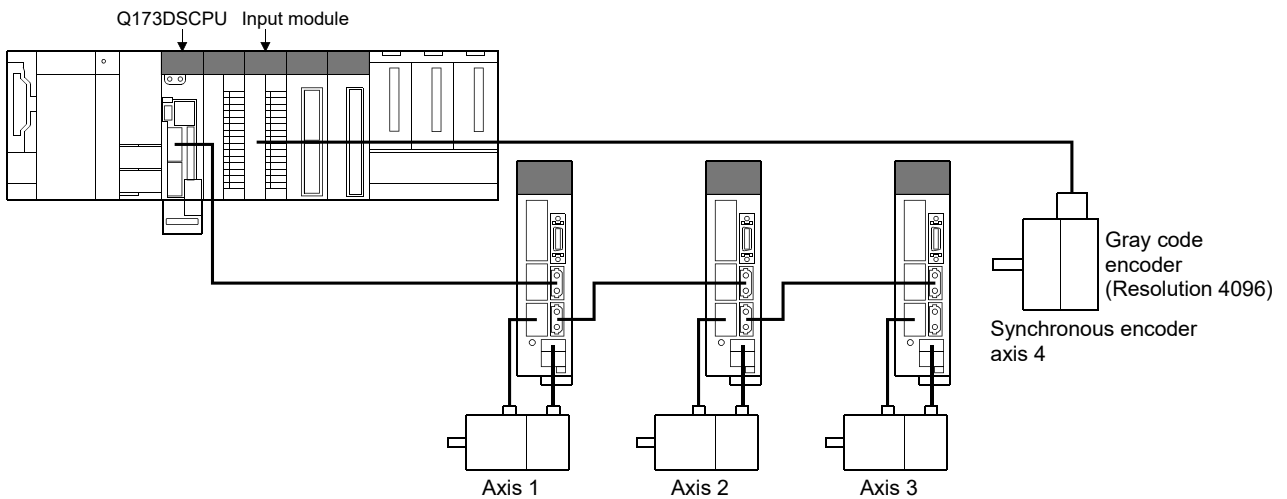 Q173DSCPU Input module
Gray code
encoder
(Resolution 4096)
Synchronous encoder
axis 4
Axis 1 Axis 2 Axis 3